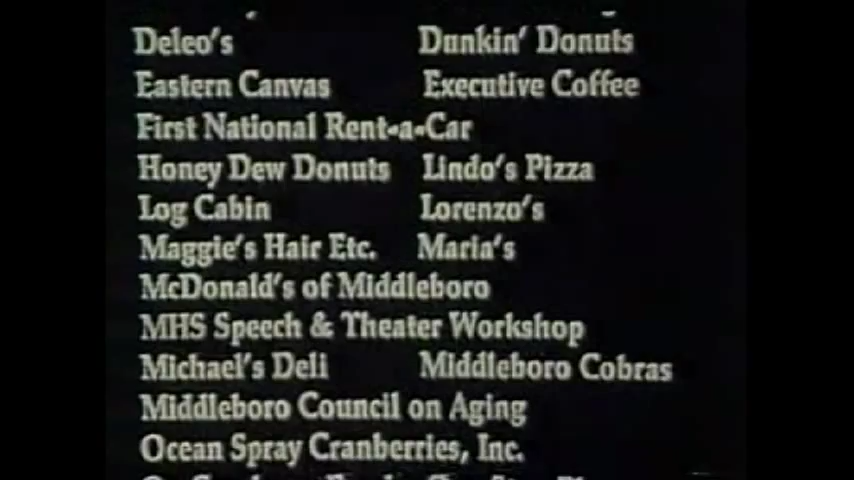 Deleo's Dunkin' Donuts
Eastern Canvas Executive Coffee
First National Rent-a-Car
Honey Dew Donuts Lindo's Pizza
Log Cabin Lorenzo's
Maggie's Hair Etc. Maria's
McDonald's of Middleboro
MHS Speech & Theater Workshop
Michael's Deli Middleboro Cobras
Middleboro Council on Aging
Ocean Spray Cranberries, Inc.